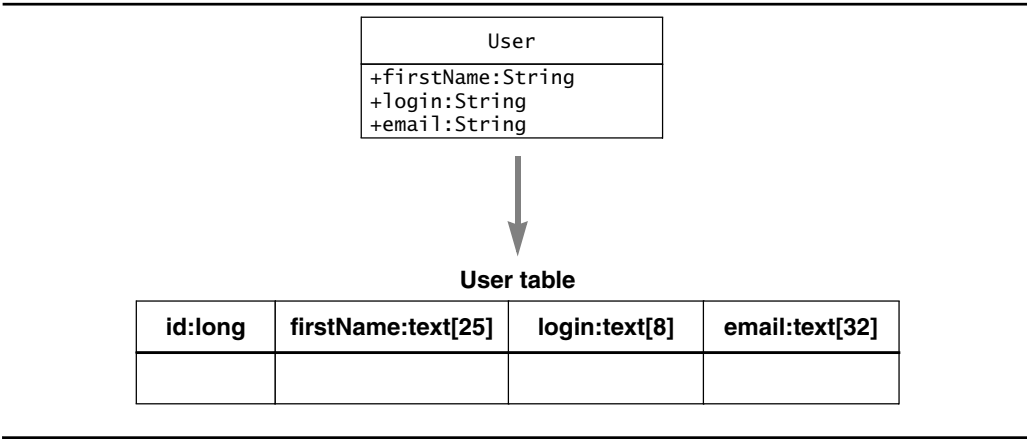 User
+firstName:String
+login:String
+email:String
User table
id:long firstName:text[25] login:text[8] email:text[32]